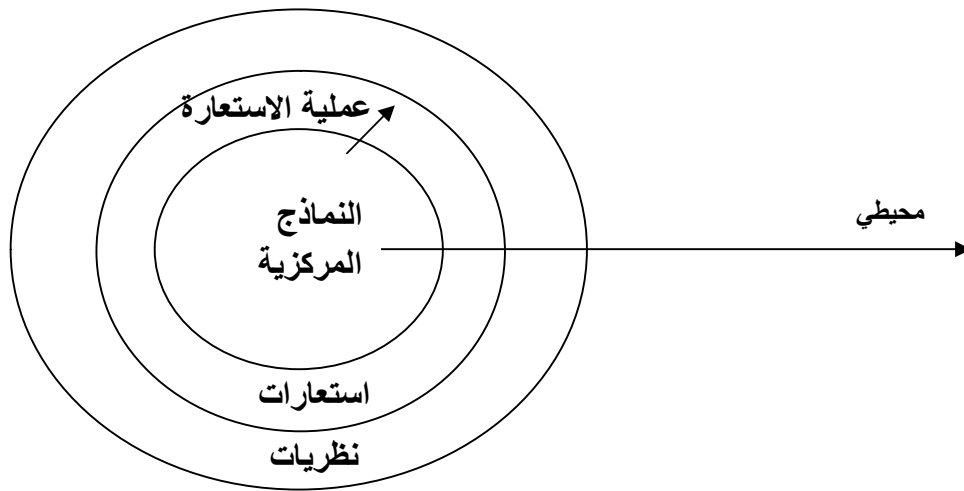 عملية الاستعارة
النماذج
المركزية
محيطي
استعارات
نظريات